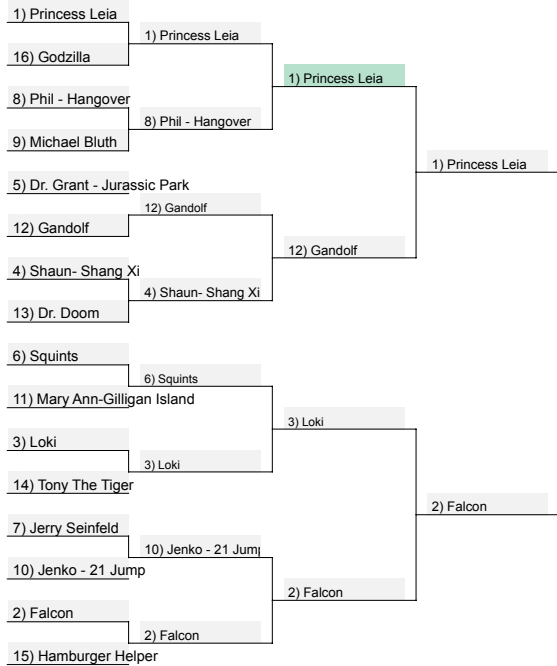 1) Princess Leia
16) Godzilla
8) Phil - Hangover
9) Michael Bluth
5) Dr. Grant - Jurassic Park
12) Gandolf
4) Shaun- Shang Xi
13) Dr. Doom
6) Squints
11) Mary Ann-Gilligan Island
3) Loki
14) Tony The Tiger
7) Jerry Seinfeld
10) Jenko - 21 Jump
2) Falcon
15) Hamburger Helper
1) Princess Leia
8) Phil - Hangover
12) Gandolf
4) Shaun- Shang Xi
6) Squints
3) Loki
10) Jenko - 21 Jump
2) Falcon
1) Princess Leia
12) Gandolf
3) Loki
2) Falcon
1) Princess Leia
2) Falcon